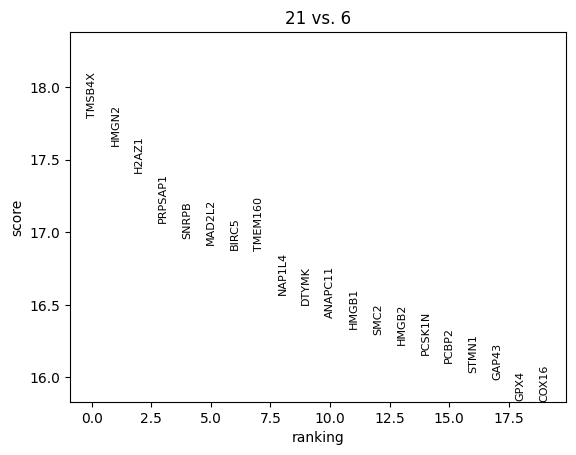 21 vs. 6
score
18.0
17.5
17.0
16.5
16.0
TMSB4X
HMGN2
H2AZ1
PRPSAP1
SNRPB
MAD2L2
BIRC5
TMEM160
NAP1L4
DTYMK
ANAPC11
HMGB1
SMC2
HMGB2
PCSK1N
PCBP2
STMN1
GAP43
GPX4
COX16
0.0 2.5 5.0 7.5 10.0 12.5 15.0 17.5
ranking